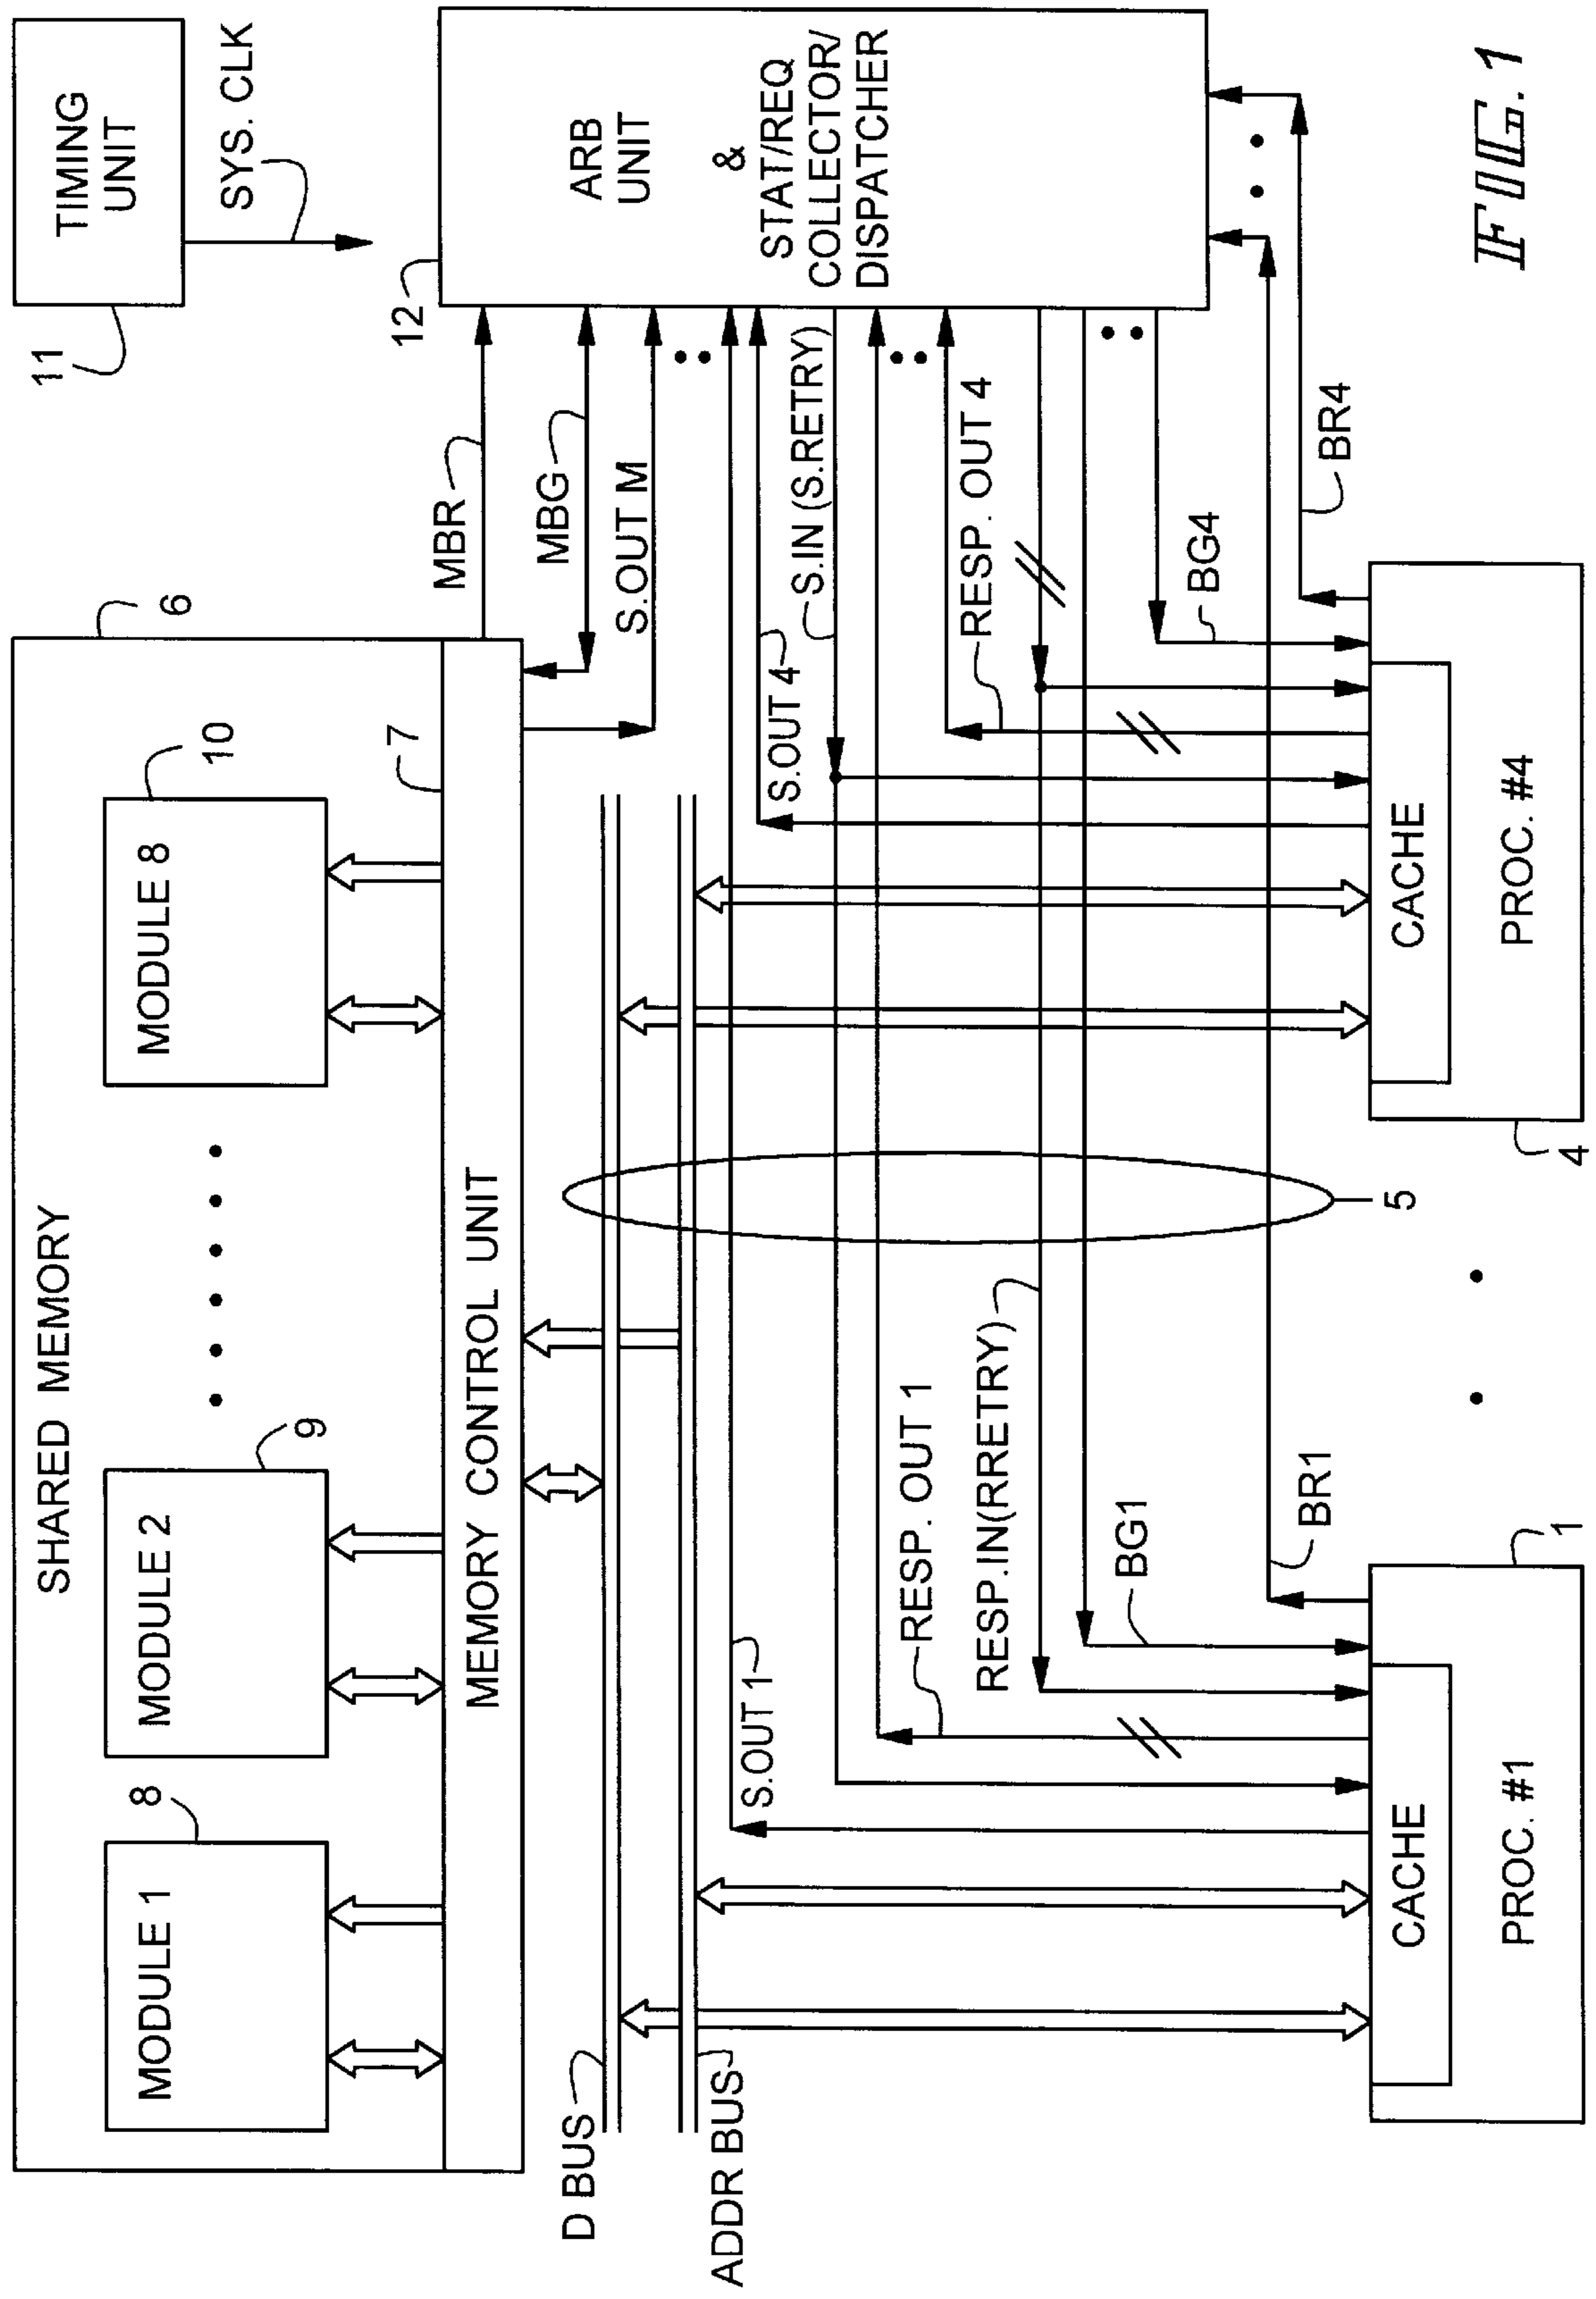 SHARED MEMORY
6
MODULE 1
8
MODULE 2
9
MODULE 8
10
MEMORY CONTROL UNIT
7
TIMING
UNIT
11
SYS. CLK
12
ARB
UNIT
&
STAT/REQ
COLLECTOR/
DISPATCHER
MBR
MBG
S.OUT M
D BUS
ADDR BUS
S.OUT 1
S.OUT 4
S.IN (S.RETRY)
RESP. OUT 1
RESP. OUT 4
RESP.IN(RRETRY)
BG1
BG4
BR1
BR4
5
CACHE
PROC. #1
1
CACHE
PROC. #4
4
FIG. 1